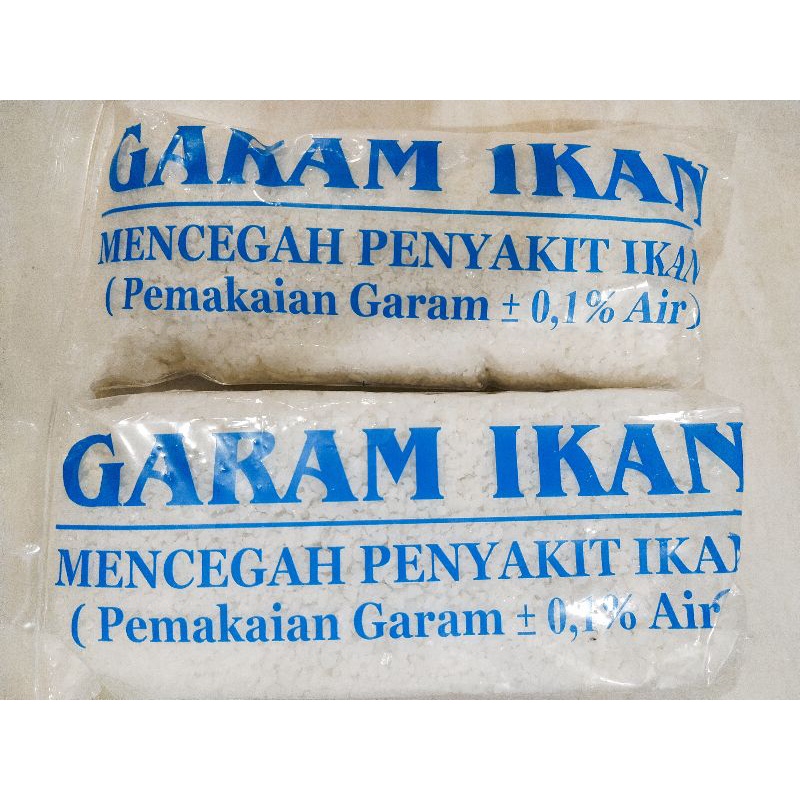 GARAM IKAN
MENCEGAH PENYAKIT IKAN
( Pemakaian Garam ± 0,1% Air )
GARAM IKAN
MENCEGAH PENYAKIT IKAN
( Pemakaian Garam ± 0,1% Air